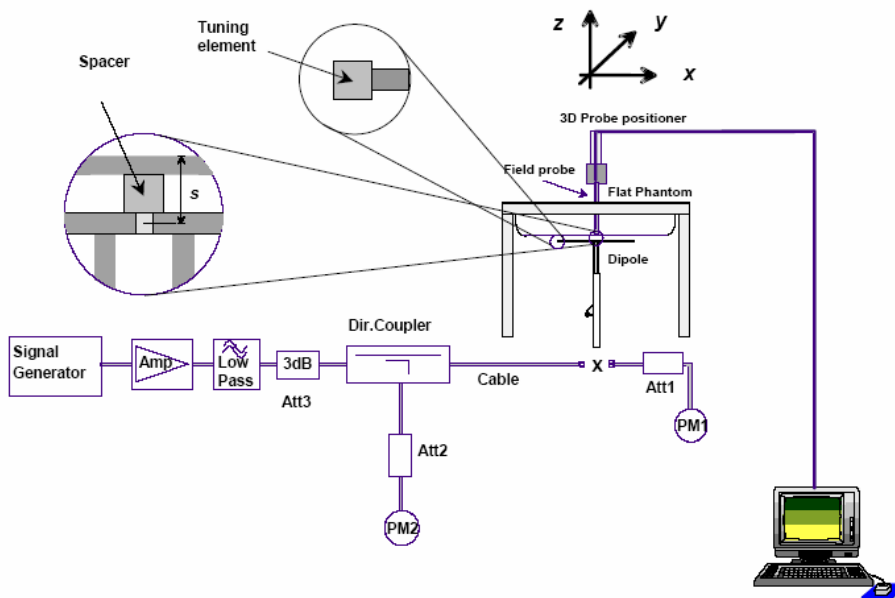 Tuning
element
Spacer
z
y
x
3D Probe positioner
Field probe
Flat Phantom
s
Dipole
Dir.Coupler
Signal
Generator
Amp
Low
Pass
3dB
Att3
Cable
X
Att1
PM1
Att2
PM2